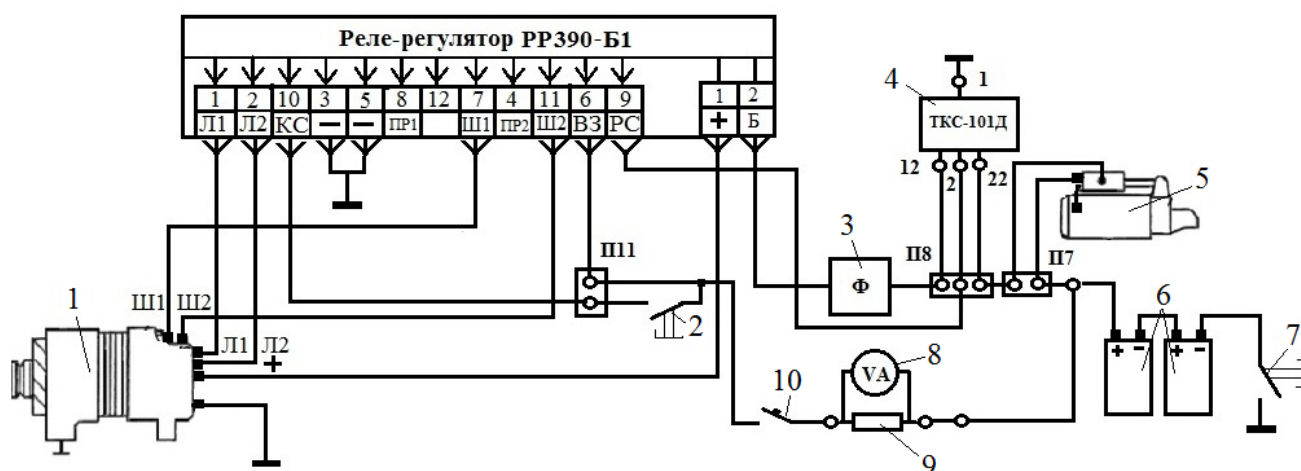 Реле-регулятор РР390-Б1
1 2 10 3 5 8 12 7 4 11 6 9 1 2
Л1 Л2 КС — — ПР1 Ш1 ПР2 Ш2 ВЗ РС + Б
1
4
ТКС-101Д
12 2 22
5
3
П11
П8
П7
Ф
Ш1 Ш2
1
2
6
7
Л1 Л2
+
+ - + -
8
VA
10
9